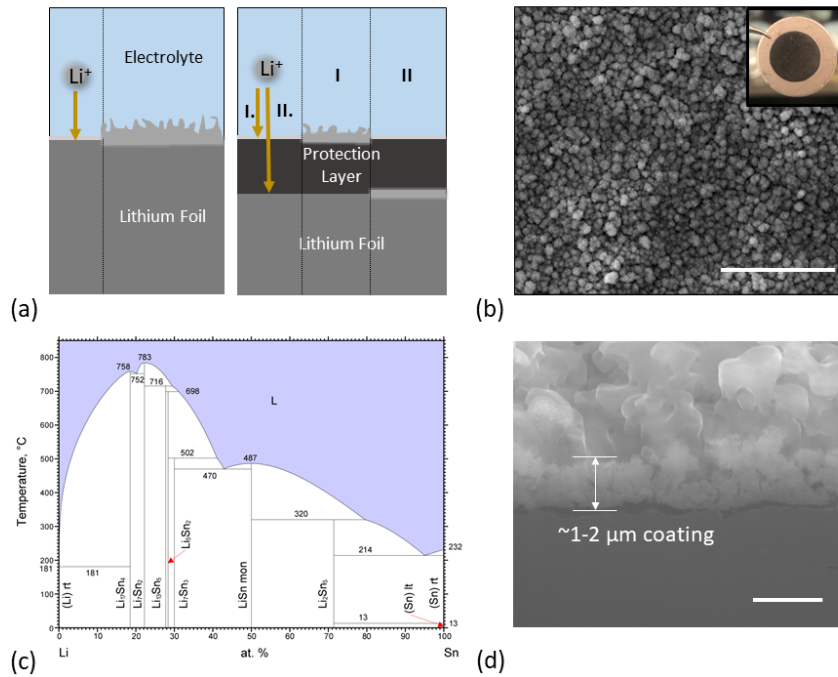 Li⁺
Electrolyte
Lithium Foil
(a)
Li⁺
I
II
I.
II.
Protection
Layer
Lithium Foil
(b)
Temperature, °C
800
700
600
500
400
300
200
100
0
758
783
752
716
698
L
502
470
487
320
214
232
181
181
13
13
(Li) rt
Li₁₇Sn₄
Li₇Sn₂
Li₁₃Sn₅
Li₇Sn₃
LiSn mon
Li₂Sn₅
(Sn) lt
(Sn) rt
0 10 20 30 40 50 60 70 80 90 100
Li at. % Sn
(c)
~1-2 µm coating
(d)